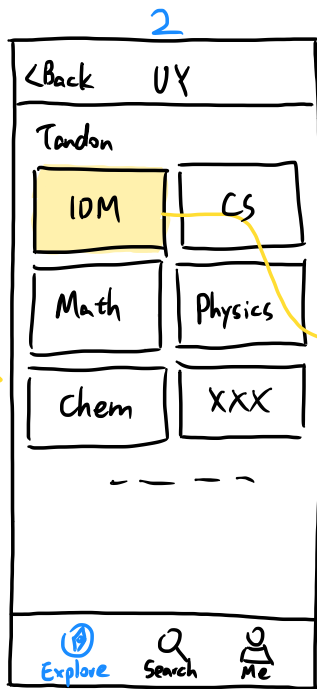 2
<Back UY
Tandon
IDM CS
Math Physics
Chem XXX
Explore Search Me